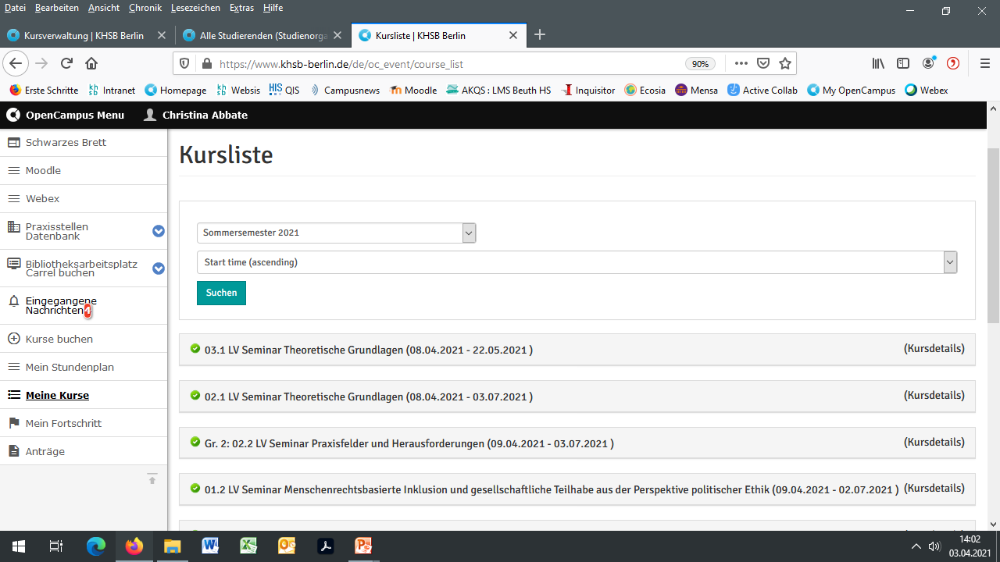 Datei Bearbeiten Ansicht Chronik Lesezeichen Extras Hilfe
Kursverwaltung | KHSB Berlin
Alle Studierenden (Studienorga
Kursliste | KHSB Berlin
https://www.khsb-berlin.de/de/oc_event/course_list
90%
Erste Schritte
kh sb Intranet
Homepage
kh sb Websis
HIS QIS
Campusnews
Moodle
AKQS : LMS Beuth HS
Inquisitor
Ecosia
Mensa
Active Collab
My OpenCampus
Webex
OpenCampus Menu
Christina Abbate
Schwarzes Brett
Moodle
Webex
Praxisstellen
Datenbank
Bibliotheksarbeitsplatz
Carrel buchen
Eingegangene
Nachrichten 4
Kurse buchen
Mein Stundenplan
Meine Kurse
Mein Fortschritt
Anträge
Kursliste
Sommersemester 2021
Start time (ascending)
Suchen
03.1 LV Seminar Theoretische Grundlagen (08.04.2021 - 22.05.2021 ) (Kursdetails)
02.1 LV Seminar Theoretische Grundlagen (08.04.2021 - 03.07.2021 ) (Kursdetails)
Gr. 2: 02.2 LV Seminar Praxisfelder und Herausforderungen (09.04.2021 - 03.07.2021 ) (Kursdetails)
01.2 LV Seminar Menschenrechtsbasierte Inklusion und gesellschaftliche Teilhabe aus der Perspektive politischer Ethik (09.04.2021 - 02.07.2021 ) (Kursdetails)
14:02
03.04.2021